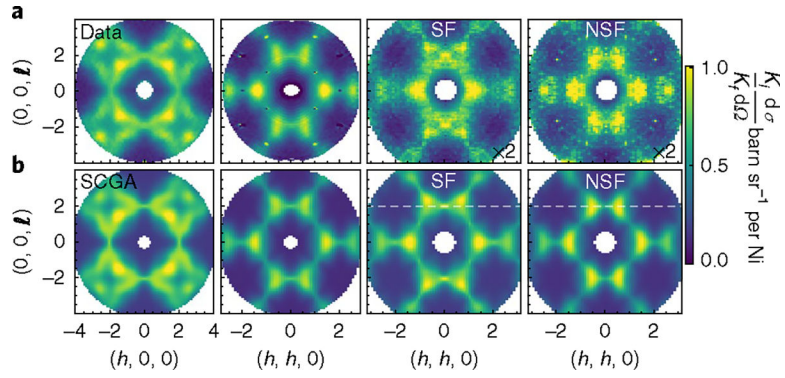 a
Data
SF
NSF
(0, 0, ℓ)
2
0
−2
×2
×2
b
SCGA
SF
NSF
(0, 0, ℓ)
2
0
−2
−4 −2 0 2 4
−2 0 2
−2 0 2
−2 0 2
(h, 0, 0)
(h, h, 0)
(h, h, 0)
(h, h, 0)
1.0
0.5
0.0
K_i d σ
K_f dΩ
barn sr⁻¹ per Ni